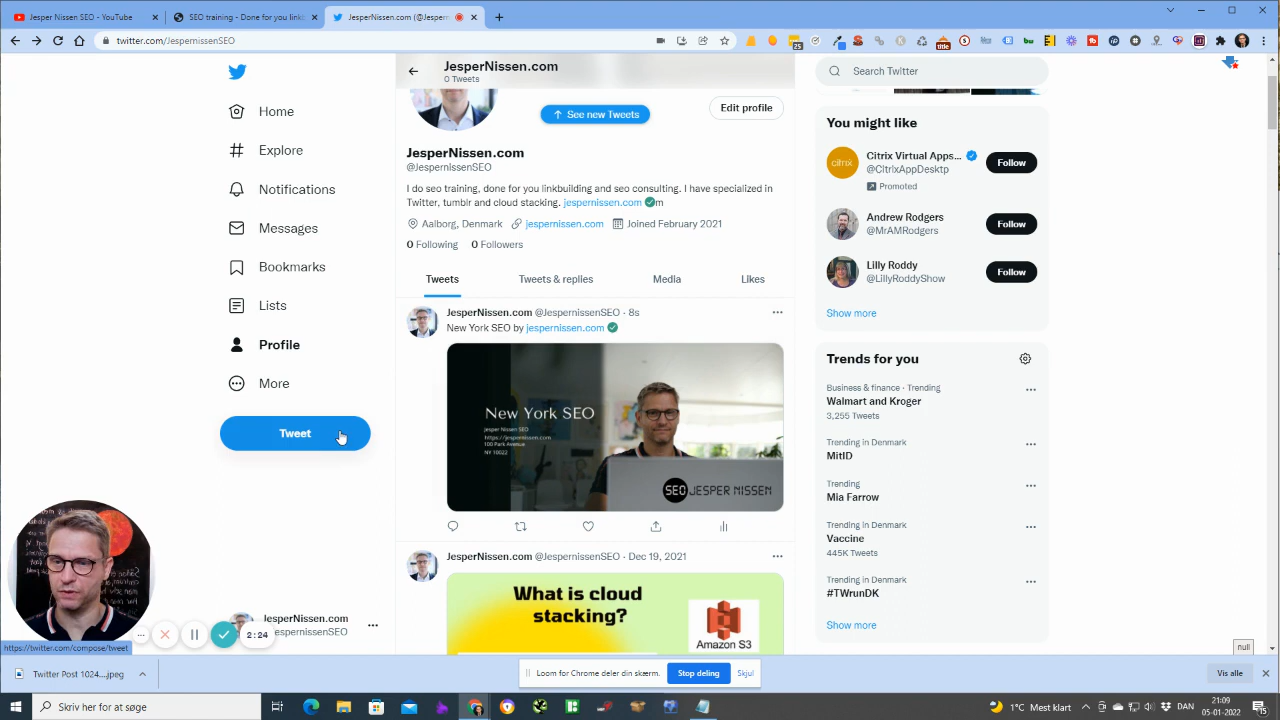 Jesper Nissen SEO - YouTube
SEO training - Done for you linkb
JesperNissen.com (@Jespern
twitter.com/JespernissenSEO
25
title
bu
JesperNissen.com
0 Tweets
Search Twitter
Home
Explore
Notifications
Messages
Bookmarks
Lists
Profile
More
Tweet
See new Tweets
Edit profile
JesperNissen.com
@JespernissenSEO
I do seo training, done for you linkbuilding and seo consulting. I have specialized in
Twitter, tumblr and cloud stacking. jespernissen.com m
Aalborg, Denmark jespernissen.com Joined February 2021
0 Following 0 Followers
Tweets
Tweets & replies
Media
Likes
JesperNissen.com @JespernissenSEO · 8s
New York SEO by jespernissen.com
New York SEO
Jesper Nissen SEO
https://jespernissen.com
100 Park Avenue
NY 10022
SEO JESPER NISSEN
JesperNissen.com @JespernissenSEO · Dec 19, 2021
What is cloud
stacking?
Amazon S3
You might like
citrix
Citrix Virtual Apps...
@CitrixAppDesktp
Promoted
Follow
Andrew Rodgers
@MrAMRodgers
Follow
Lilly Roddy
@LillyRoddyShow
Follow
Show more
Trends for you
Business & finance · Trending
Walmart and Kroger
3,255 Tweets
Trending in Denmark
MitID
Trending
Mia Farrow
Trending in Denmark
Vaccine
445K Tweets
Trending in Denmark
#TWrunDK
Show more
JesperNissen.com
espernissenSEO
2:24
https://twitter.com/compose/tweet
null
Twitter Post 1024....jpeg
Loom for Chrome deler din skærm.
Stop deling
Skjul
Vis alle
Skriv her for at søge
1°C Mest klart
DAN
21:09
05-01-2022